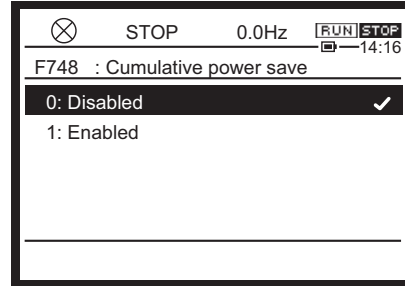 STOP 0.0Hz RUN STOP
14:16
F748 : Cumulative power save
0: Disabled
1: Enabled